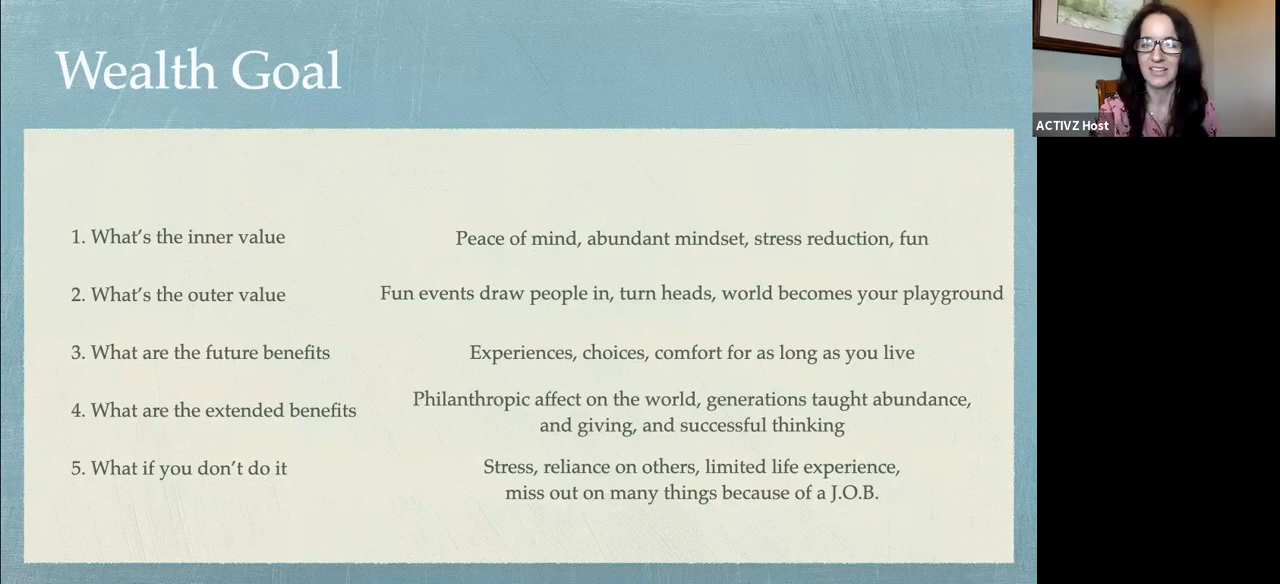 Wealth Goal
ACTIVZ Host
1. What's the inner value
Peace of mind, abundant mindset, stress reduction, fun
2. What's the outer value
Fun events draw people in, turn heads, world becomes your playground
3. What are the future benefits
Experiences, choices, comfort for as long as you live
4. What are the extended benefits
Philanthropic affect on the world, generations taught abundance,
and giving, and successful thinking
5. What if you don't do it
Stress, reliance on others, limited life experience,
miss out on many things because of a J.O.B.